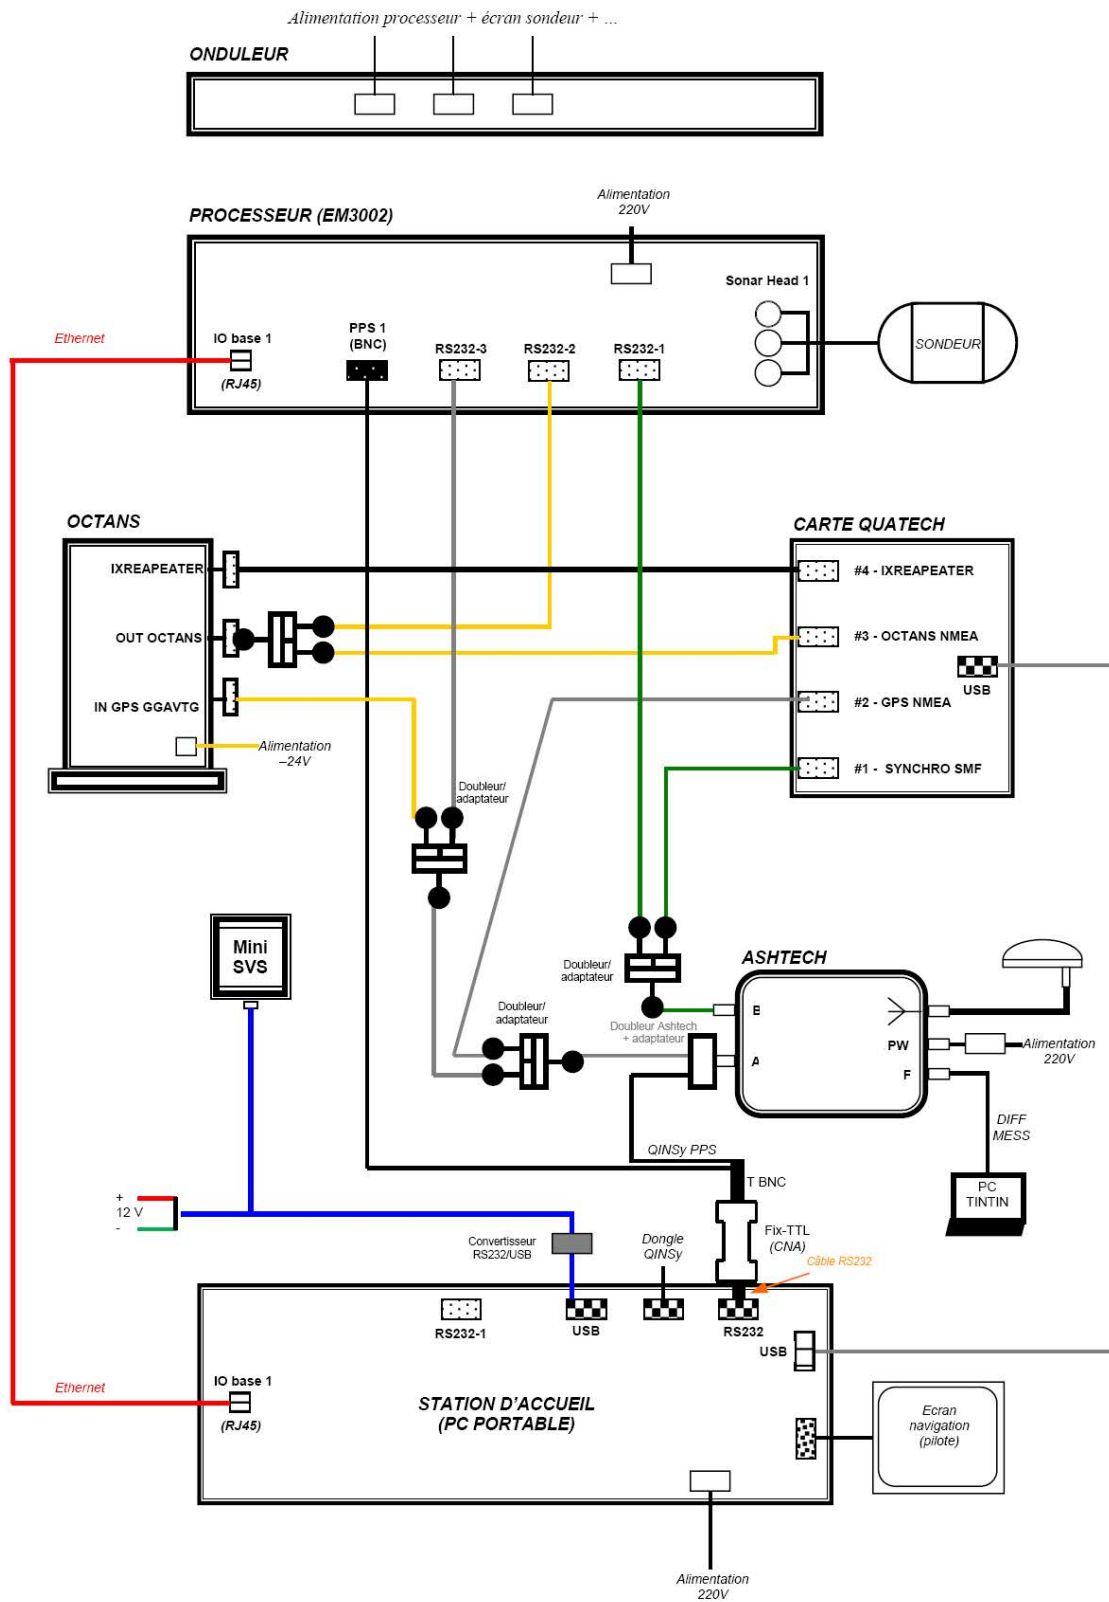 Alimentation processeur + écran sondeur + ...
ONDULEUR
Alimentation
220V
PROCESSEUR (EM3002)
Sonar Head 1
Ethernet
IO base 1
(RJ45)
PPS 1
(BNC)
RS232-3
RS232-2
RS232-1
SONDEUR
OCTANS
CARTE QUATECH
IXREAPEATER
#4 - IXREAPEATER
OUT OCTANS
#3 - OCTANS NMEA
USB
IN GPS GGAVTG
#2 - GPS NMEA
Alimentation
–24V
#1 - SYNCHRO SMF
Doubleur/
adaptateur
Mini
SVS
Doubleur/
adaptateur
ASHTECH
Doubleur/
adaptateur
Doubleur Ashtech
+ adaptateur
B
A
PW
F
Alimentation
220V
DIFF
MESS
QINSy PPS
T BNC
PC
TINTIN
+
12 V
-
Convertisseur
RS232/USB
Dongle
QINSy
Fix-TTL
(CNA)
Câble RS232
RS232-1
USB
RS232
USB
Ethernet
IO base 1
(RJ45)
STATION D'ACCUEIL
(PC PORTABLE)
Ecran
navigation
(pilote)
Alimentation
220V